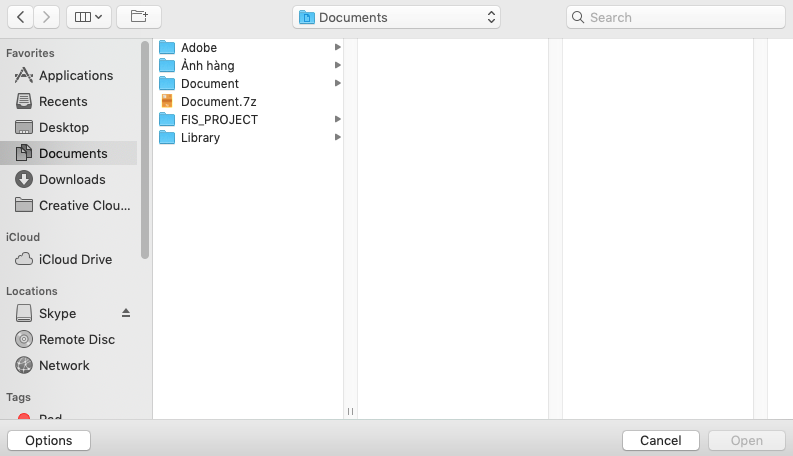 Documents
Search
Favorites
Applications
Recents
Desktop
Documents
Downloads
Creative Clou...
iCloud
iCloud Drive
Locations
Skype
Remote Disc
Network
Tags
Red
Adobe
Ảnh hàng
Document
Document.7z
FIS_PROJECT
Library
Options
Cancel
Open